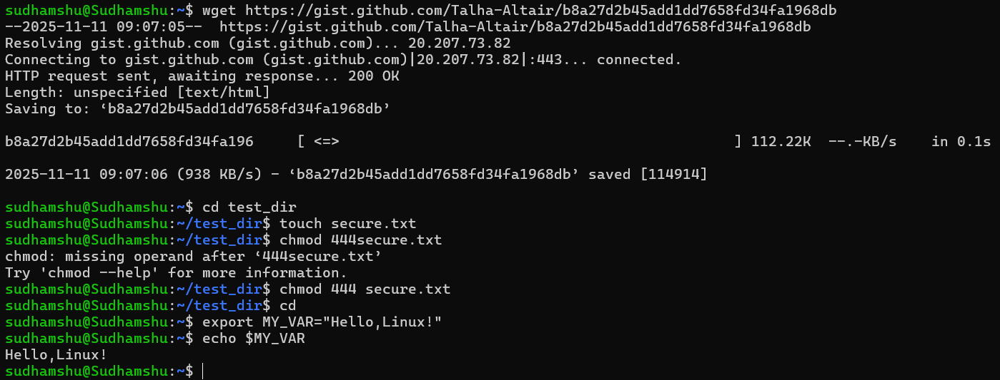 sudhamshu@Sudhamshu:~$ wget https://gist.github.com/Talha-Altair/b8a27d2b45add1dd7658fd34fa1968db
--2025-11-11 09:07:05--  https://gist.github.com/Talha-Altair/b8a27d2b45add1dd7658fd34fa1968db
Resolving gist.github.com (gist.github.com)... 20.207.73.82
Connecting to gist.github.com (gist.github.com)|20.207.73.82|:443... connected.
HTTP request sent, awaiting response... 200 OK
Length: unspecified [text/html]
Saving to: ‘b8a27d2b45add1dd7658fd34fa1968db’
b8a27d2b45add1dd7658fd34fa196     [ <=>                                              ] 112.22K  --.-KB/s    in 0.1s
2025-11-11 09:07:06 (938 KB/s) - ‘b8a27d2b45add1dd7658fd34fa1968db’ saved [114914]
sudhamshu@Sudhamshu:~$ cd test_dir
sudhamshu@Sudhamshu:~/test_dir$ touch secure.txt
sudhamshu@Sudhamshu:~/test_dir$ chmod 444secure.txt
chmod: missing operand after ‘444secure.txt’
Try 'chmod --help' for more information.
sudhamshu@Sudhamshu:~/test_dir$ chmod 444 secure.txt
sudhamshu@Sudhamshu:~/test_dir$ cd
sudhamshu@Sudhamshu:~$ export MY_VAR="Hello,Linux!"
sudhamshu@Sudhamshu:~$ echo $MY_VAR
Hello,Linux!
sudhamshu@Sudhamshu:~$